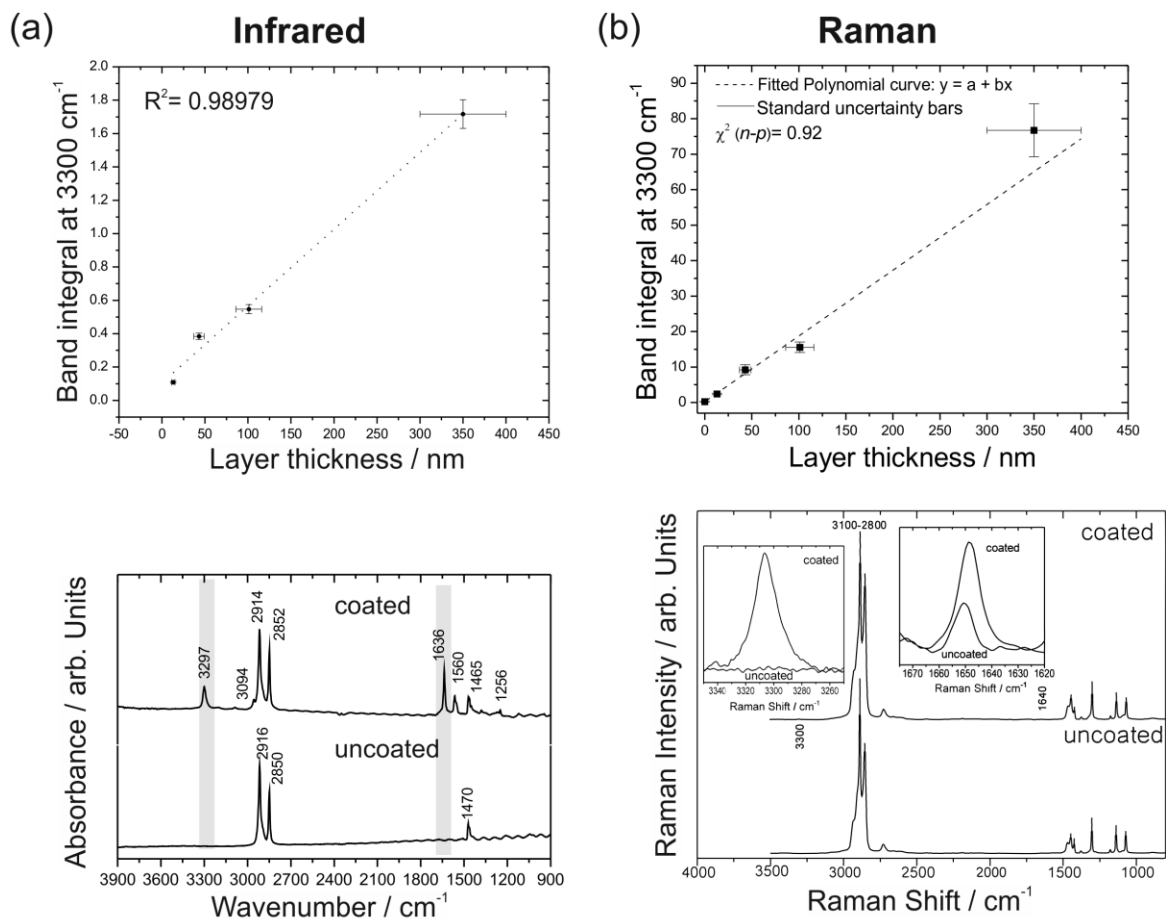 (a) Infrared
R²= 0.98979
Band integral at 3300 cm⁻¹
2.0
1.8
1.6
1.4
1.2
1.0
0.8
0.6
0.4
0.2
0.0
-50 0 50 100 150 200 250 300 350 400 450
Layer thickness / nm
(b) Raman
Fitted Polynomial curve: y = a + bx
Standard uncertainty bars
χ² (n-p)= 0.92
Band integral at 3300 cm⁻¹
90
80
70
60
50
40
30
20
10
0
0 50 100 150 200 250 300 350 400 450
Layer thickness / nm
Absorbance / arb. Units
coated
3297
3094
2914
2852
1636
1560
1465
1256
uncoated
2916
2850
1470
3900 3600 3300 3000 2700 2400 2100 1800 1500 1200 900
Wavenumber / cm⁻¹
Raman Intensity / arb. Units
3100-2800
coated
coated
uncoated
3340 3320 3300 3280 3260
Raman Shift / cm⁻¹
coated
uncoated
1670 1660 1650 1640 1630 1620
Raman Shift / cm⁻¹
3300
1640
uncoated
4000 3500 3000 2500 2000 1500 1000
Raman Shift / cm⁻¹